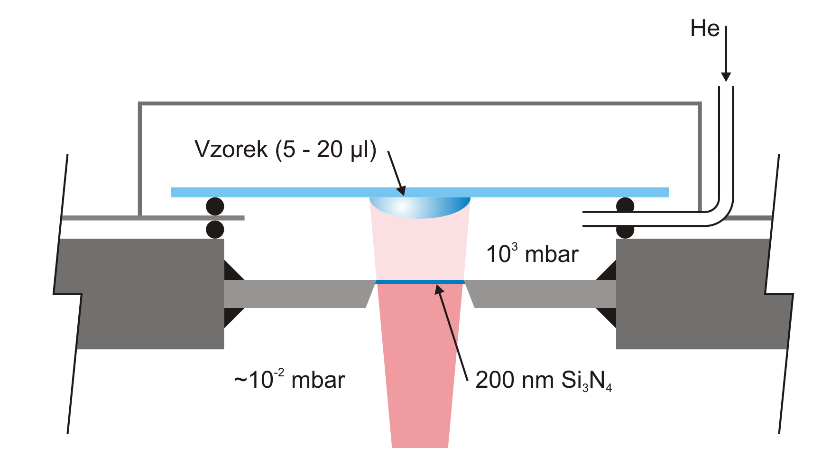 He
Vzorek (5 - 20 µl)
10³ mbar
~10⁻² mbar
200 nm Si₃N₄